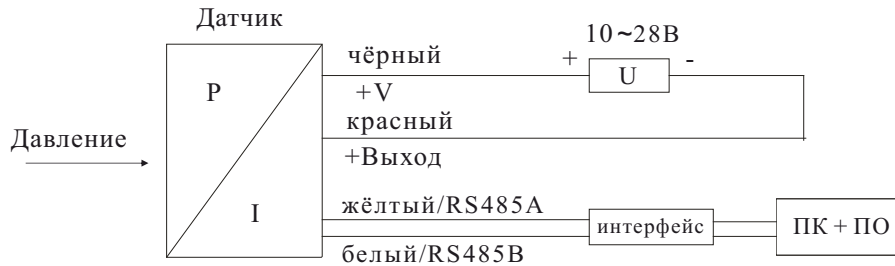 Датчик
10~28В
чёрный
+ U -
P
+V
красный
Давление
+Выход
жёлтый/RS485A
I
интерфейс
ПК + ПО
белый/RS485B